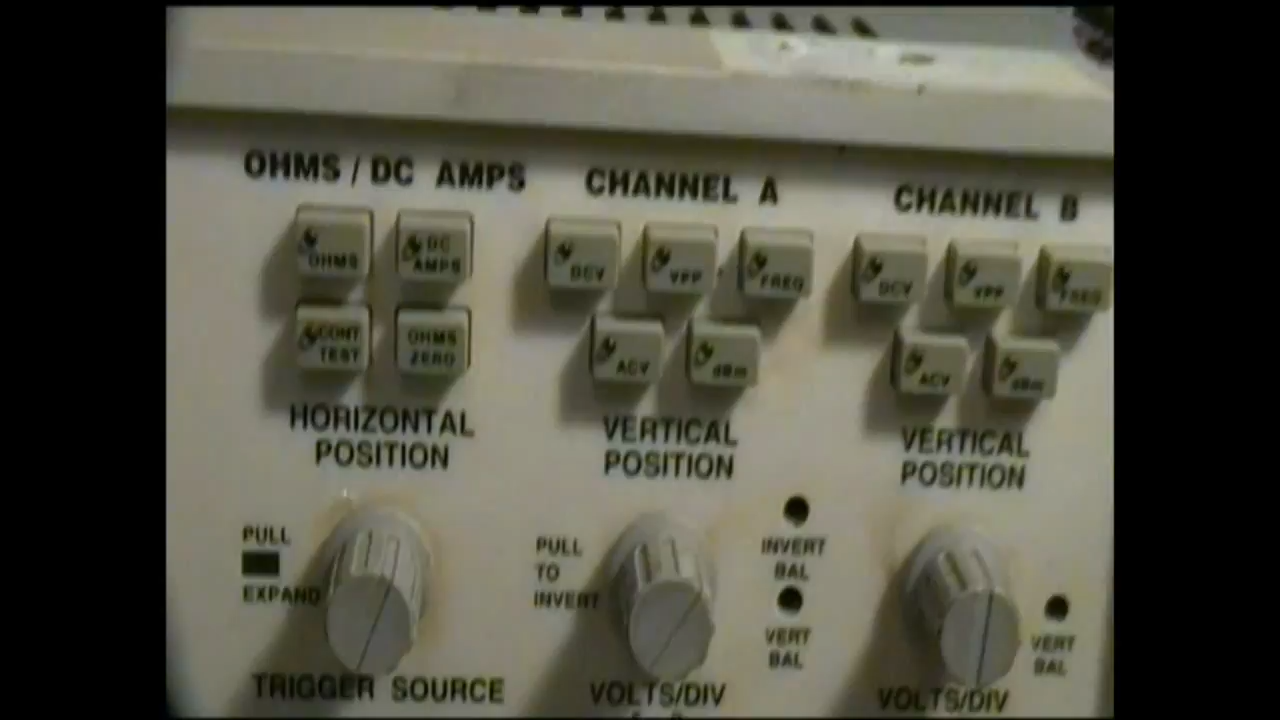 OHMS / DC AMPS
CHANNEL A
CHANNEL B
OHMS
DC
AMPS
DCV
VPP
FREQ
DCV
VPP
FREQ
CONT
TEST
OHMS
ZERO
ACV
dBm
ACV
dBm
HORIZONTAL
POSITION
VERTICAL
POSITION
VERTICAL
POSITION
PULL
EXPAND
PULL
TO
INVERT
INVERT
BAL
VERT
BAL
VERT
BAL
TRIGGER SOURCE
VOLTS/DIV
VOLTS/DIV